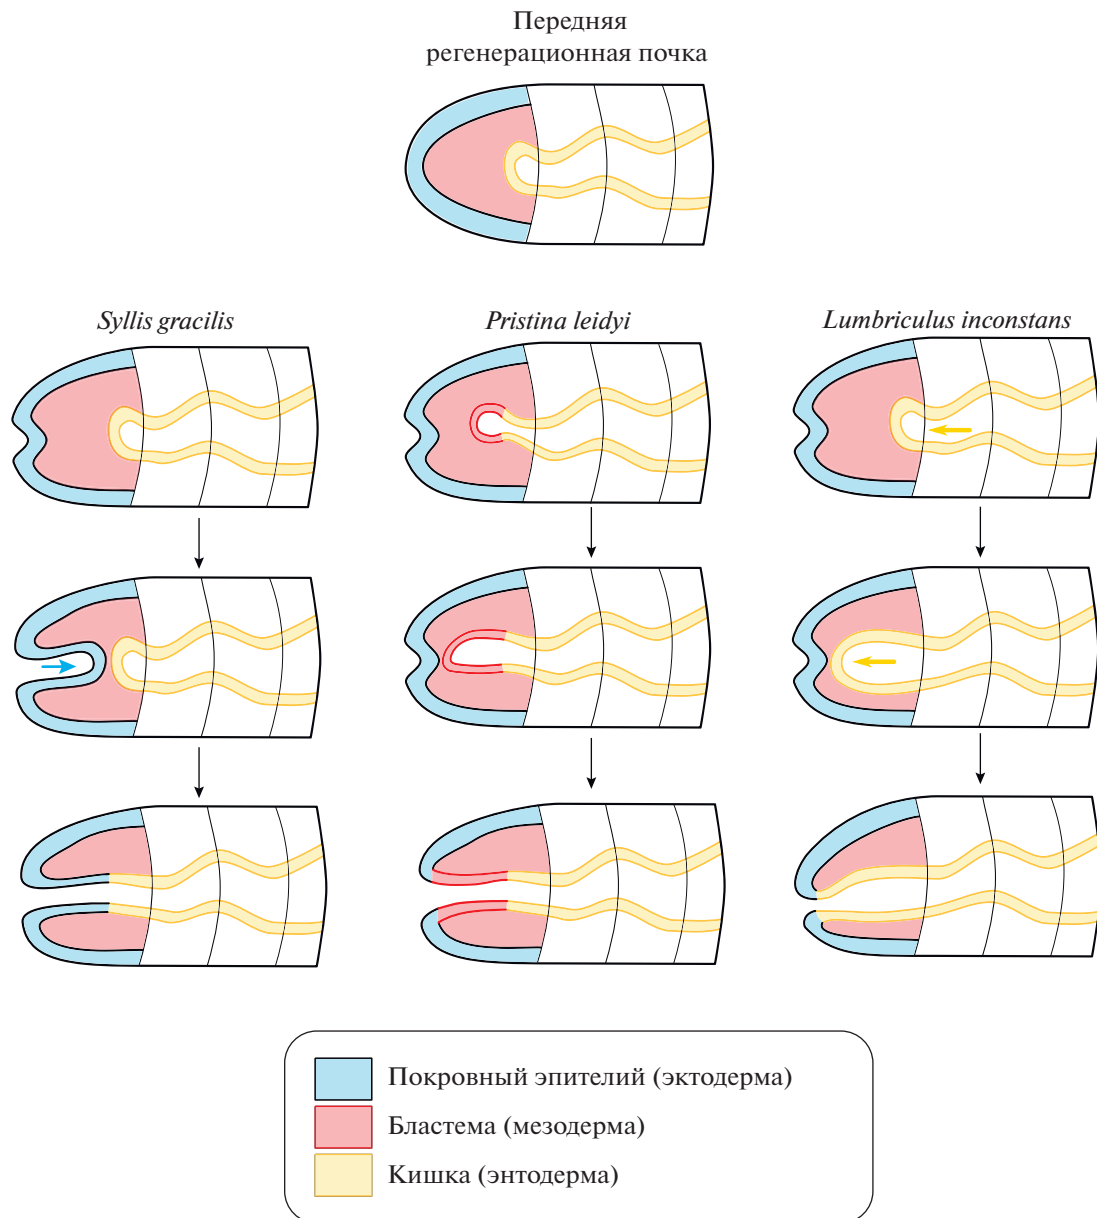 Передняя
регенерационная почка
Syllis gracilis
Pristina leidyi
Lumbriculus inconstans
Покровный эпителий (эктодерма)
Бластема (мезодерма)
Кишка (энтодерма)